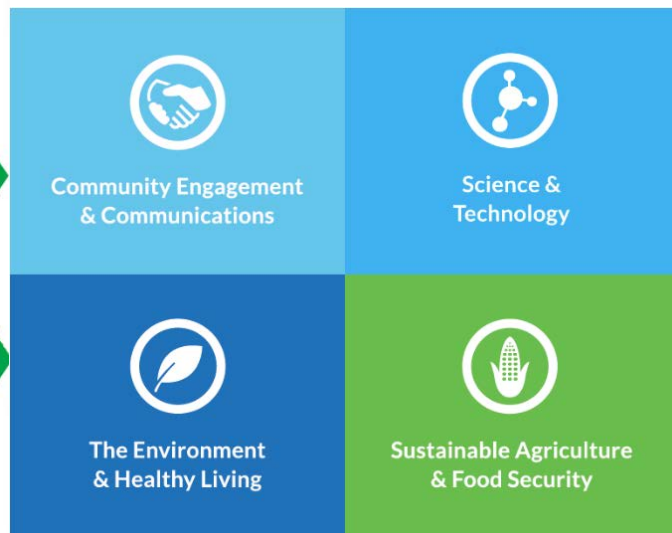 Community Engagement
& Communications
Science &
Technology
The Environment
& Healthy Living
Sustainable Agriculture
& Food Security